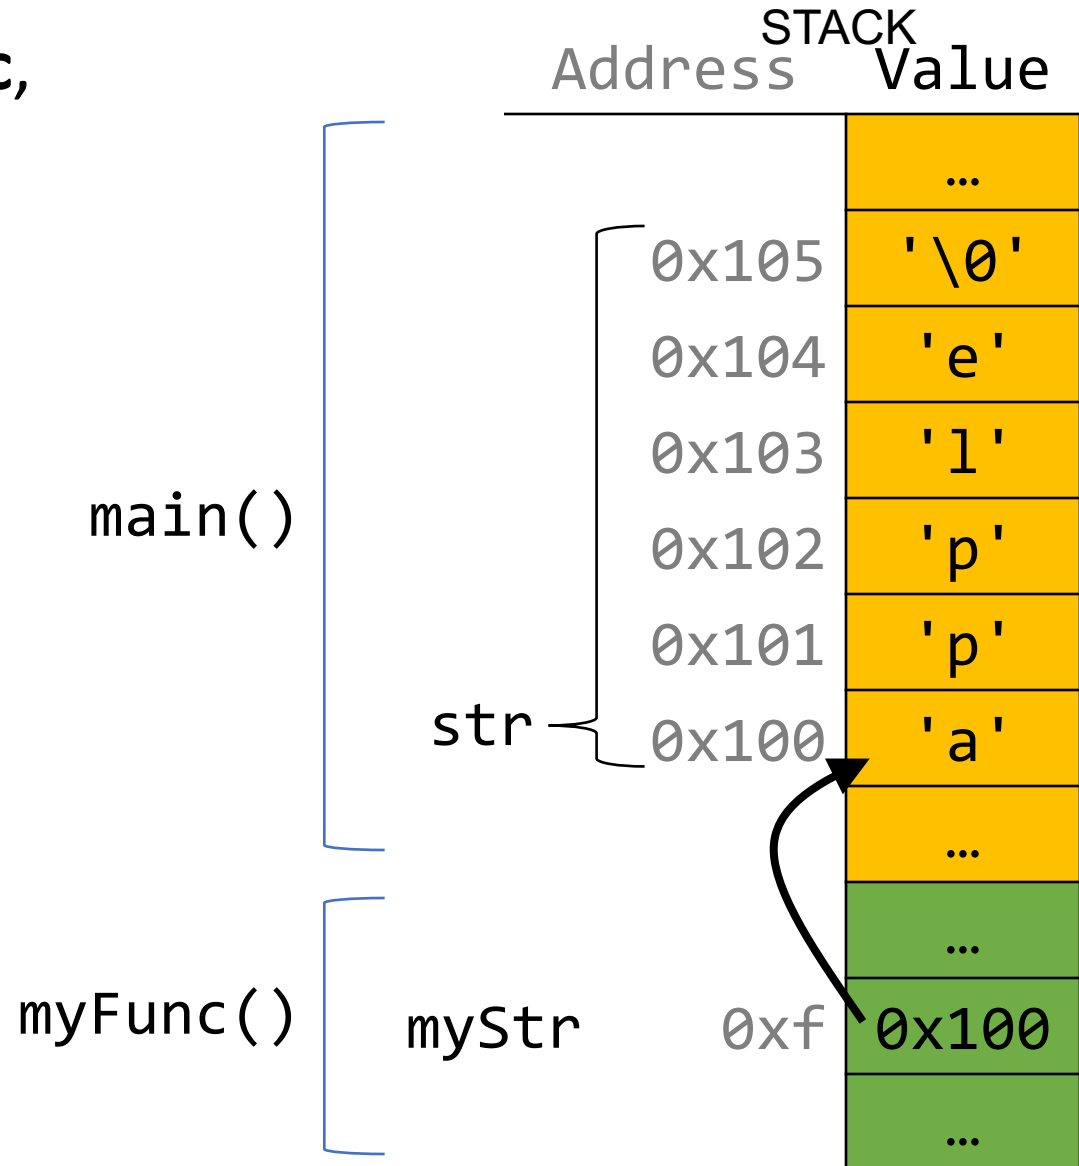 STACK
c,
Address Value
…
0x105 '\0'
0x104 'e'
0x103 'l'
main() 0x102 'p'
0x101 'p'
str 0x100 'a'
…
…
myFunc() myStr 0xf 0x100
…